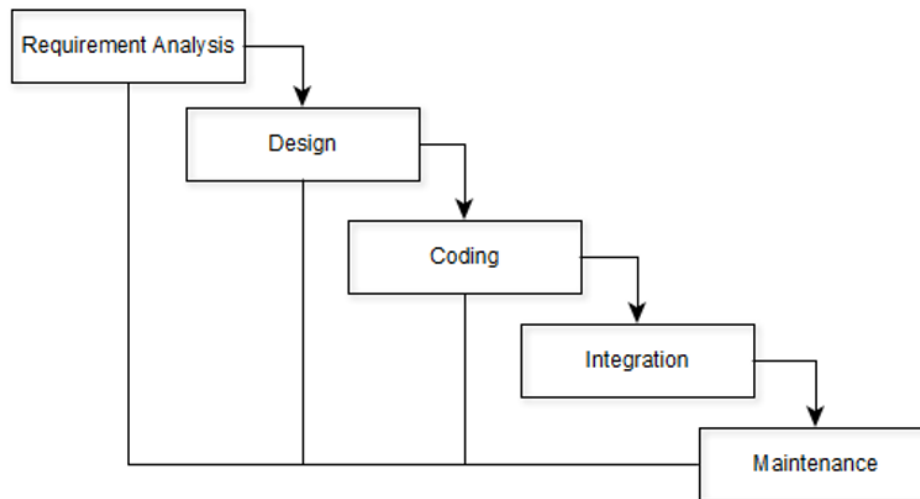 Requirement Analysis
Design
Coding
Integration
Maintenance